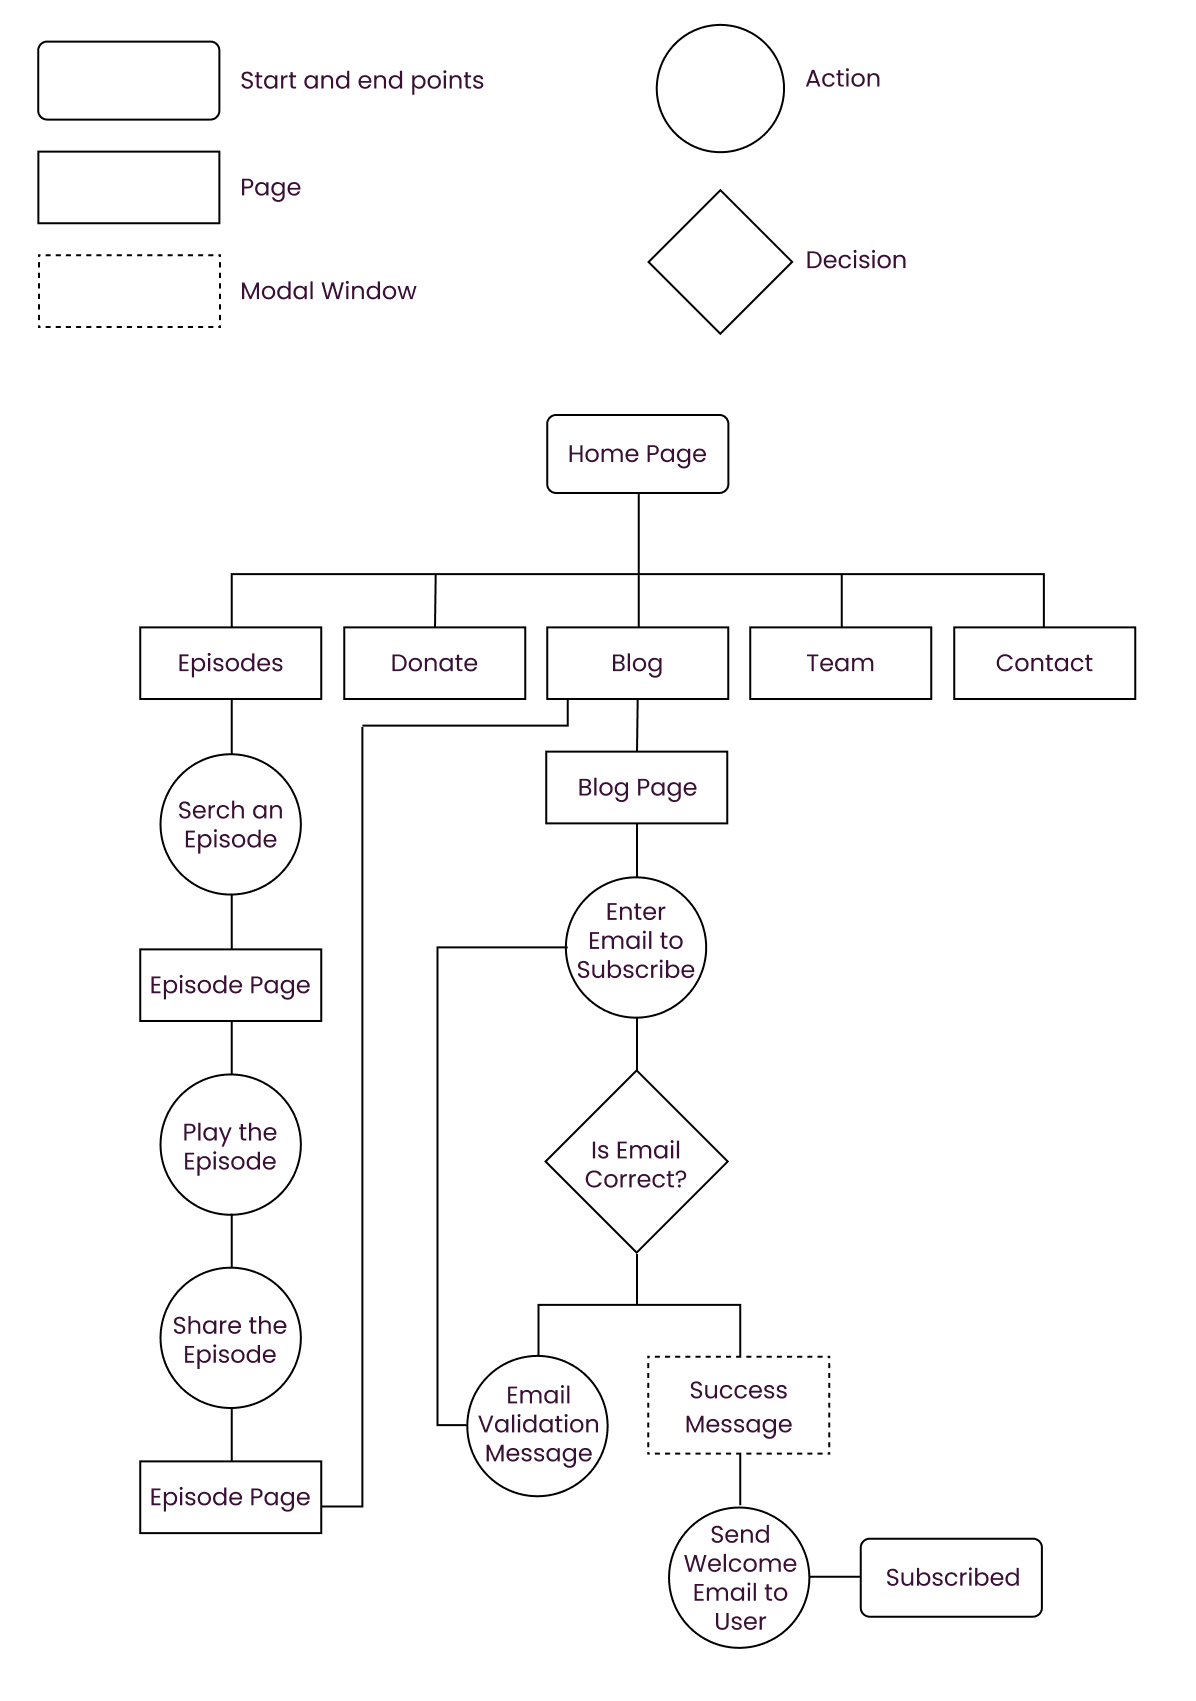 Start and end points
Action
Page
Decision
Modal Window
Home Page
Episodes
Donate
Blog
Team
Contact
Serch an
Episode
Blog Page
Enter
Email to
Subscribe
Episode Page
Play the
Episode
Is Email
Correct?
Share the
Episode
Email
Validation
Message
Success
Message
Episode Page
Send
Welcome
Email to
User
Subscribed